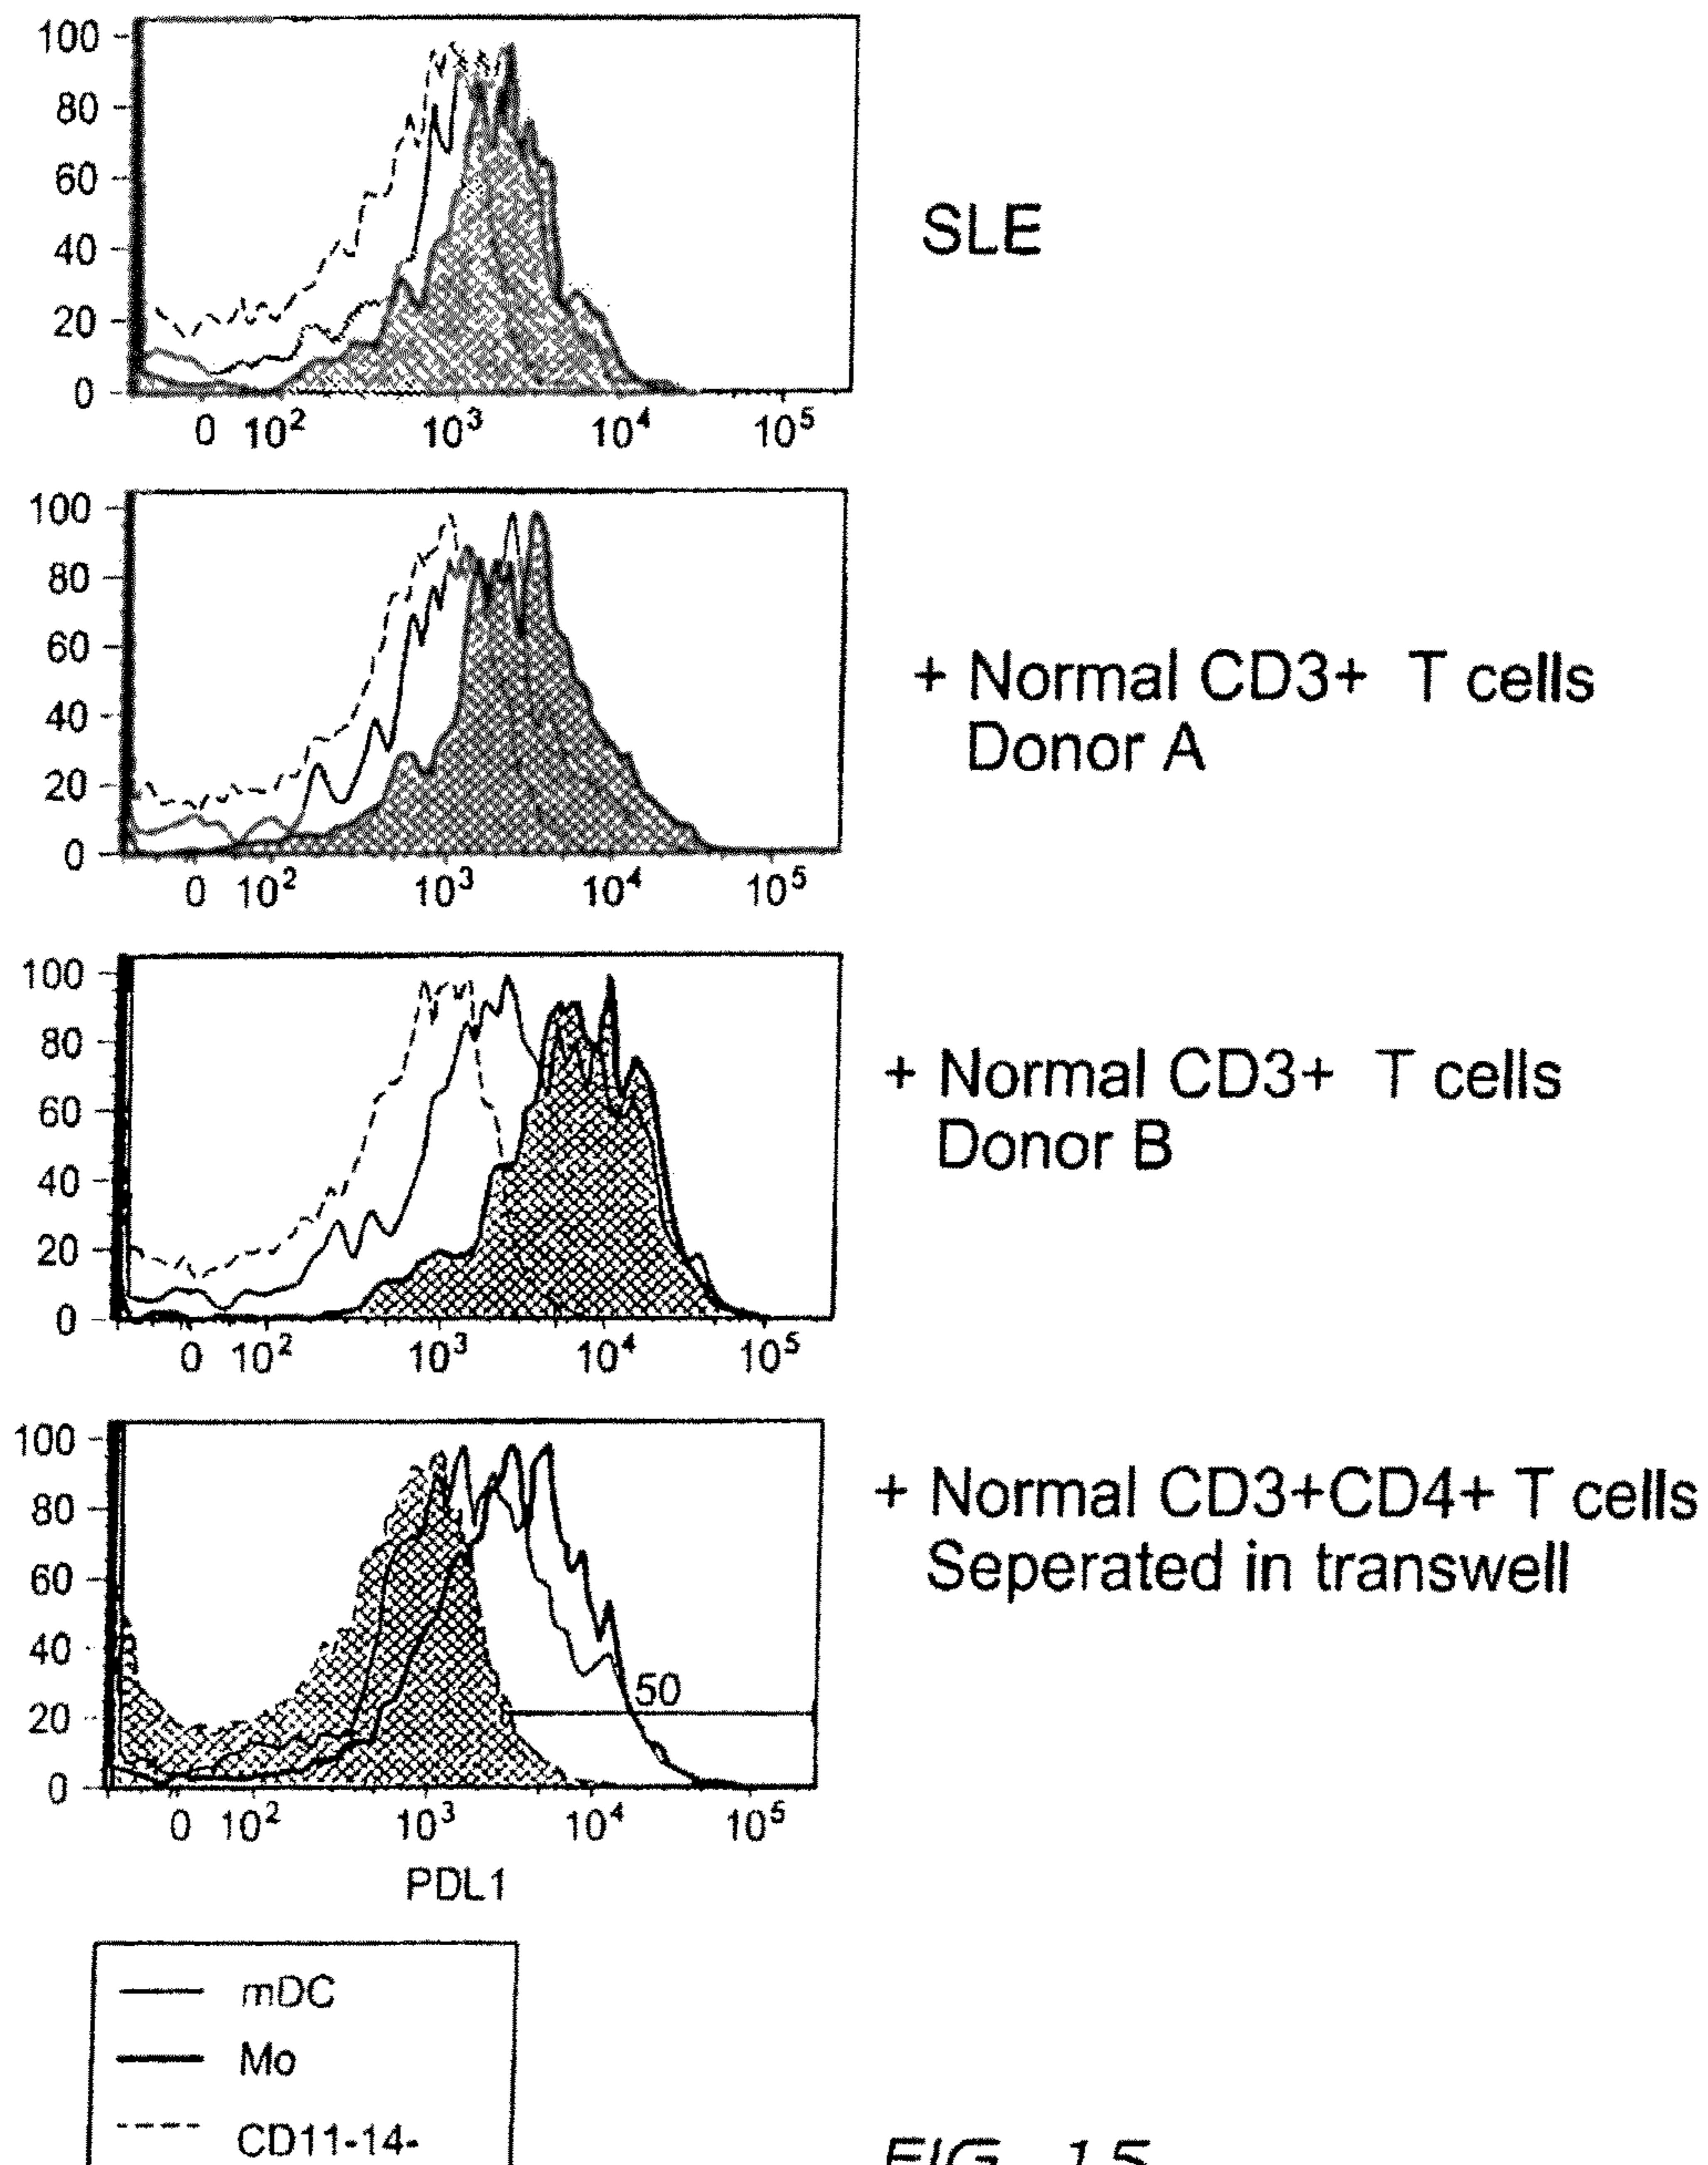 100
80
60
40
20
0
0 10² 10³ 10⁴ 10⁵
SLE
100
80
60
40
20
0
0 10² 10³ 10⁴ 10⁵
+ Normal CD3+ T cells
Donor A
100
80
60
40
20
0
0 10² 10³ 10⁴ 10⁵
+ Normal CD3+ T cells
Donor B
100
80
60
40
20
0
50
0 10² 10³ 10⁴ 10⁵
+ Normal CD3+CD4+ T cells
Seperated in transwell
PDL1
mDC
Mo
CD11-14-
FIG. 15